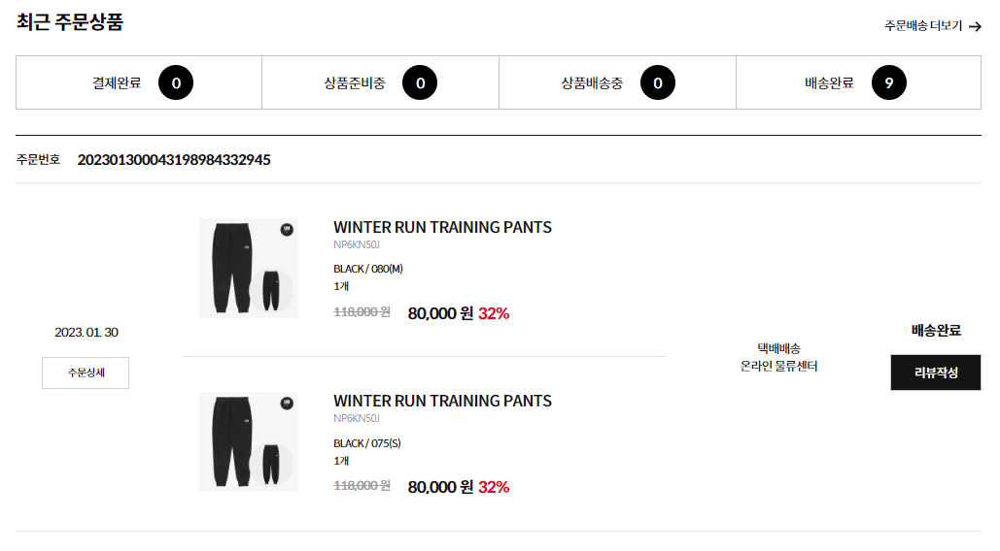 최근 주문상품
주문배송 더보기
결제완료 0
상품준비중 0
상품배송중 0
배송완료 9
주문번호 202301300043198984332945
2023. 01. 30
주문상세
WINTER RUN TRAINING PANTS
NP6KN50J
BLACK / 080(M)
1개
118,000 원 80,000 원 32%
WINTER RUN TRAINING PANTS
NP6KN50J
BLACK / 075(S)
1개
118,000 원 80,000 원 32%
택배배송
온라인 물류센터
배송완료
리뷰작성